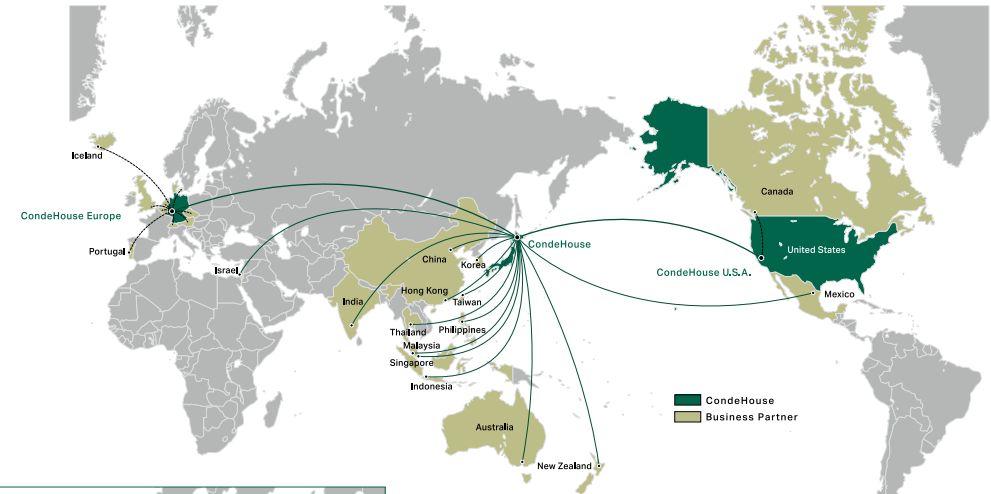 Iceland
Canada
CondeHouse Europe
CondeHouse
United States
Portugal
China
Korea
Israel
CondeHouse U.S.A.
Hong Kong
Mexico
India
Taiwan
Thailand
Philippines
Malaysia
Singapore
Indonesia
CondeHouse
Business Partner
Australia
New Zealand